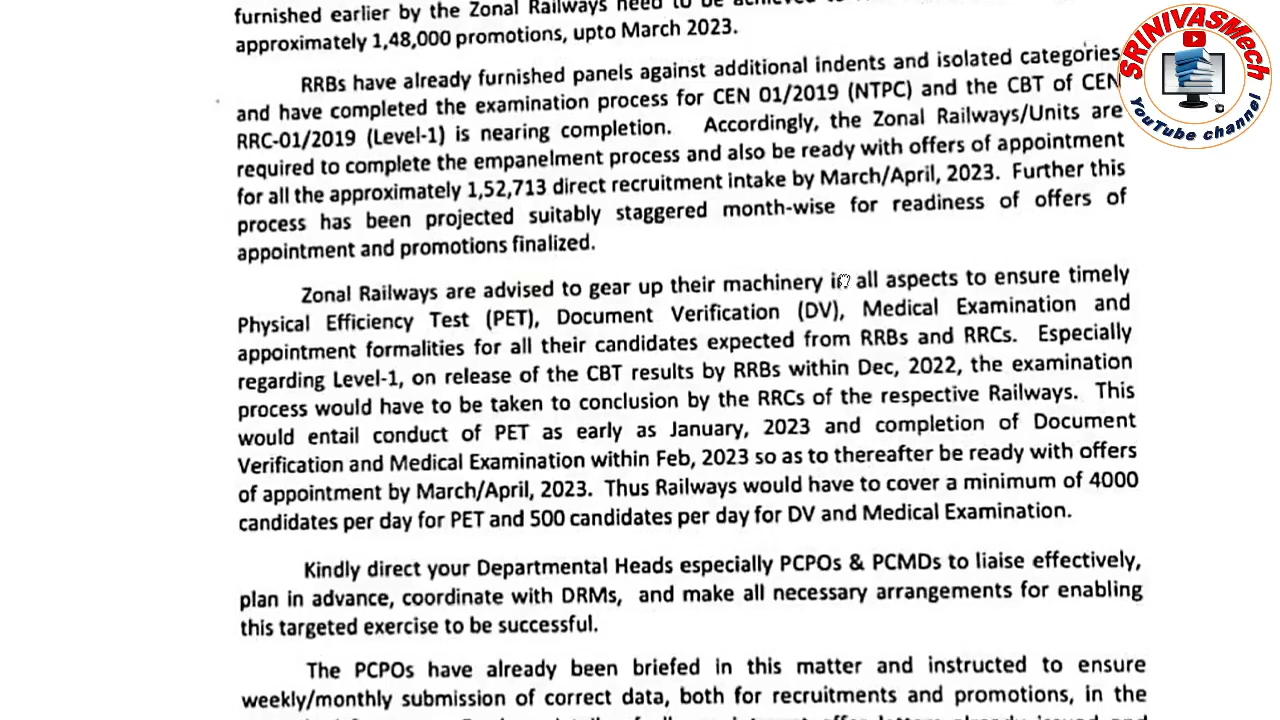 furnished earlier by the Zonal Railways need to be
approximately 1,48,000 promotions, upto March 2023.
RRBs have already furnished panels against additional indents and isolated categories
and have completed the examination process for CEN 01/2019 (NTPC) and the CBT of CEN
RRC-01/2019 (Level-1) is nearing completion. Accordingly, the Zonal Railways/Units are
required to complete the empanelment process and also be ready with offers of appointment
for all the approximately 1,52,713 direct recruitment intake by March/April, 2023. Further this
process has been projected suitably staggered month-wise for readiness of offers of
appointment and promotions finalized.
Zonal Railways are advised to gear up their machinery in all aspects to ensure timely
Physical Efficiency Test (PET), Document Verification (DV), Medical Examination and
appointment formalities for all their candidates expected from RRBs and RRCs. Especially
regarding Level-1, on release of the CBT results by RRBs within Dec, 2022, the examination
process would have to be taken to conclusion by the RRCs of the respective Railways. This
would entail conduct of PET as early as January, 2023 and completion of Document
Verification and Medical Examination within Feb, 2023 so as to thereafter be ready with offers
of appointment by March/April, 2023. Thus Railways would have to cover a minimum of 4000
candidates per day for PET and 500 candidates per day for DV and Medical Examination.
Kindly direct your Departmental Heads especially PCPOs & PCMDs to liaise effectively,
plan in advance, coordinate with DRMs, and make all necessary arrangements for enabling
this targeted exercise to be successful.
The PCPOs have already been briefed in this matter and instructed to ensure
weekly/monthly submission of correct data, both for recruitments and promotions, in the
SRINIVASMech
YouTube channel